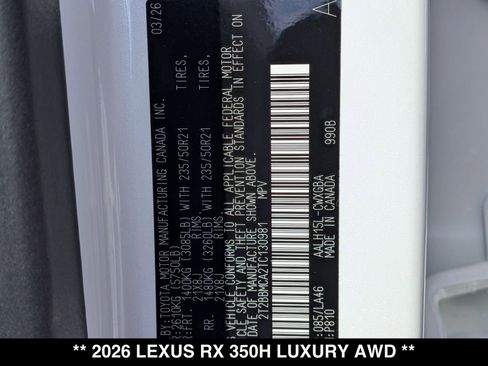 03/26
BY: TOYOTA MOTOR MANUFACTURING CANADA INC.
2610KG (5750LB)
FRT. 1400KG (3085LB) WITH 235/50R21 TIRES,
21X8J RIMS,
RR. 1480KG (3260LB) WITH 235/50R21 TIRES,
21X8J RIMS,
VEHICLE CONFORMS TO ALL APPLICABLE FEDERAL MOTOR
VEHICLE SAFETY, BUMPER, AND THEFT PREVENTION STANDARDS IN EFFECT ON
DATE OF MANUFACTURE SHOWN ABOVE.
2T2BBMCA2TC130981 MPV
085/LA46 AALH15L-CWXGBA
P810 MADE IN CANADA 990B
A
** 2026 LEXUS RX 350H LUXURY AWD **